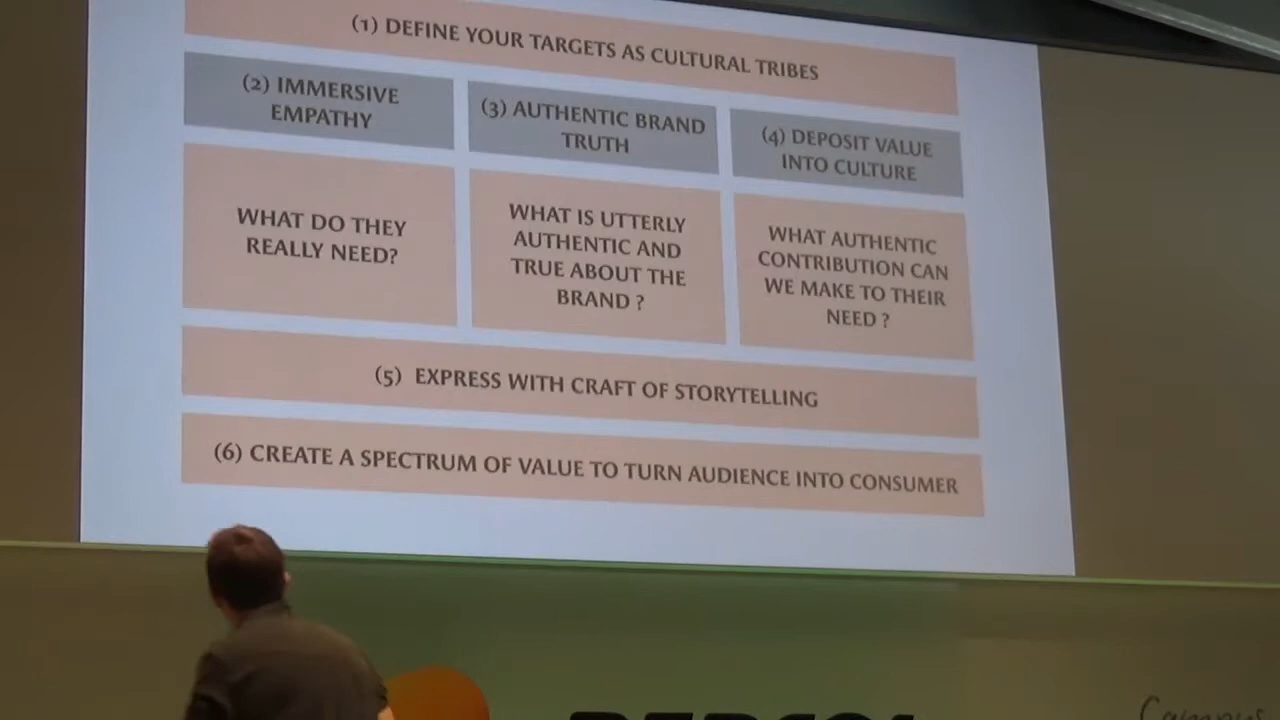 (1) DEFINE YOUR TARGETS AS CULTURAL TRIBES
(2) IMMERSIVE
EMPATHY
(3) AUTHENTIC BRAND
TRUTH
(4) DEPOSIT VALUE
INTO CULTURE
WHAT DO THEY
REALLY NEED?
WHAT IS UTTERLY
AUTHENTIC AND
TRUE ABOUT THE
BRAND ?
WHAT AUTHENTIC
CONTRIBUTION CAN
WE MAKE TO THEIR
NEED ?
(5) EXPRESS WITH CRAFT OF STORYTELLING
(6) CREATE A SPECTRUM OF VALUE TO TURN AUDIENCE INTO CONSUMER